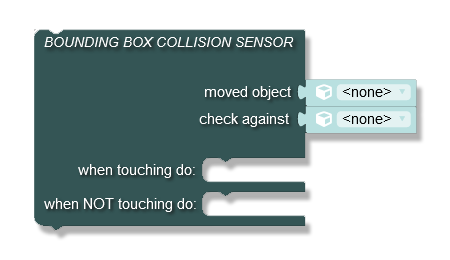 BOUNDING BOX COLLISION SENSOR
moved object <none>
check against <none>
when touching do:
when NOT touching do: